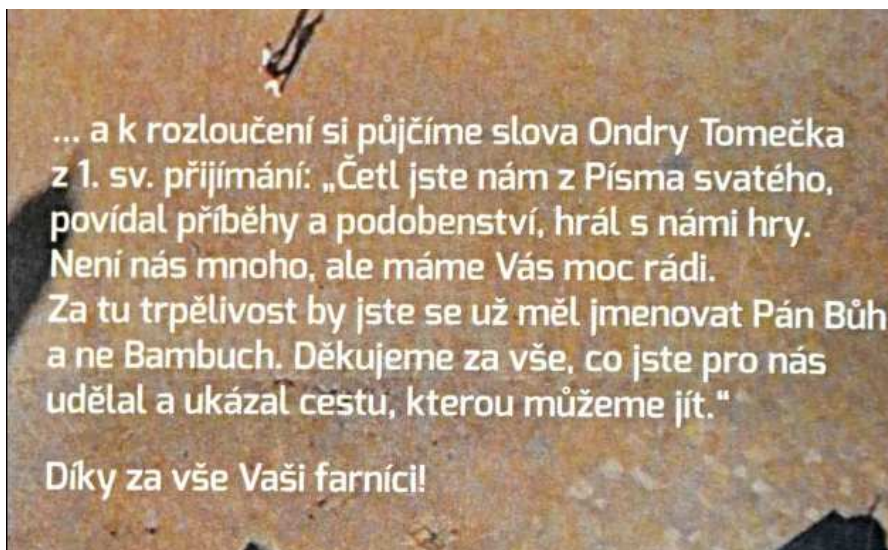 ... a k rozloučení si půjčíme slova Ondry Tomečka
z 1. sv. přijímání: „Četl jste nám z Písma svatého,
povídal příběhy a podobenství, hrál s námi hry.
Není nás mnoho, ale máme Vás moc rádi.
Za tu trpělivost by jste se už měl jmenovat Pán Bůh
a ne Bambuch. Děkujeme za vše, co jste pro nás
udělal a ukázal cestu, kterou můžeme jít.“
Díky za vše Vaši farníci!